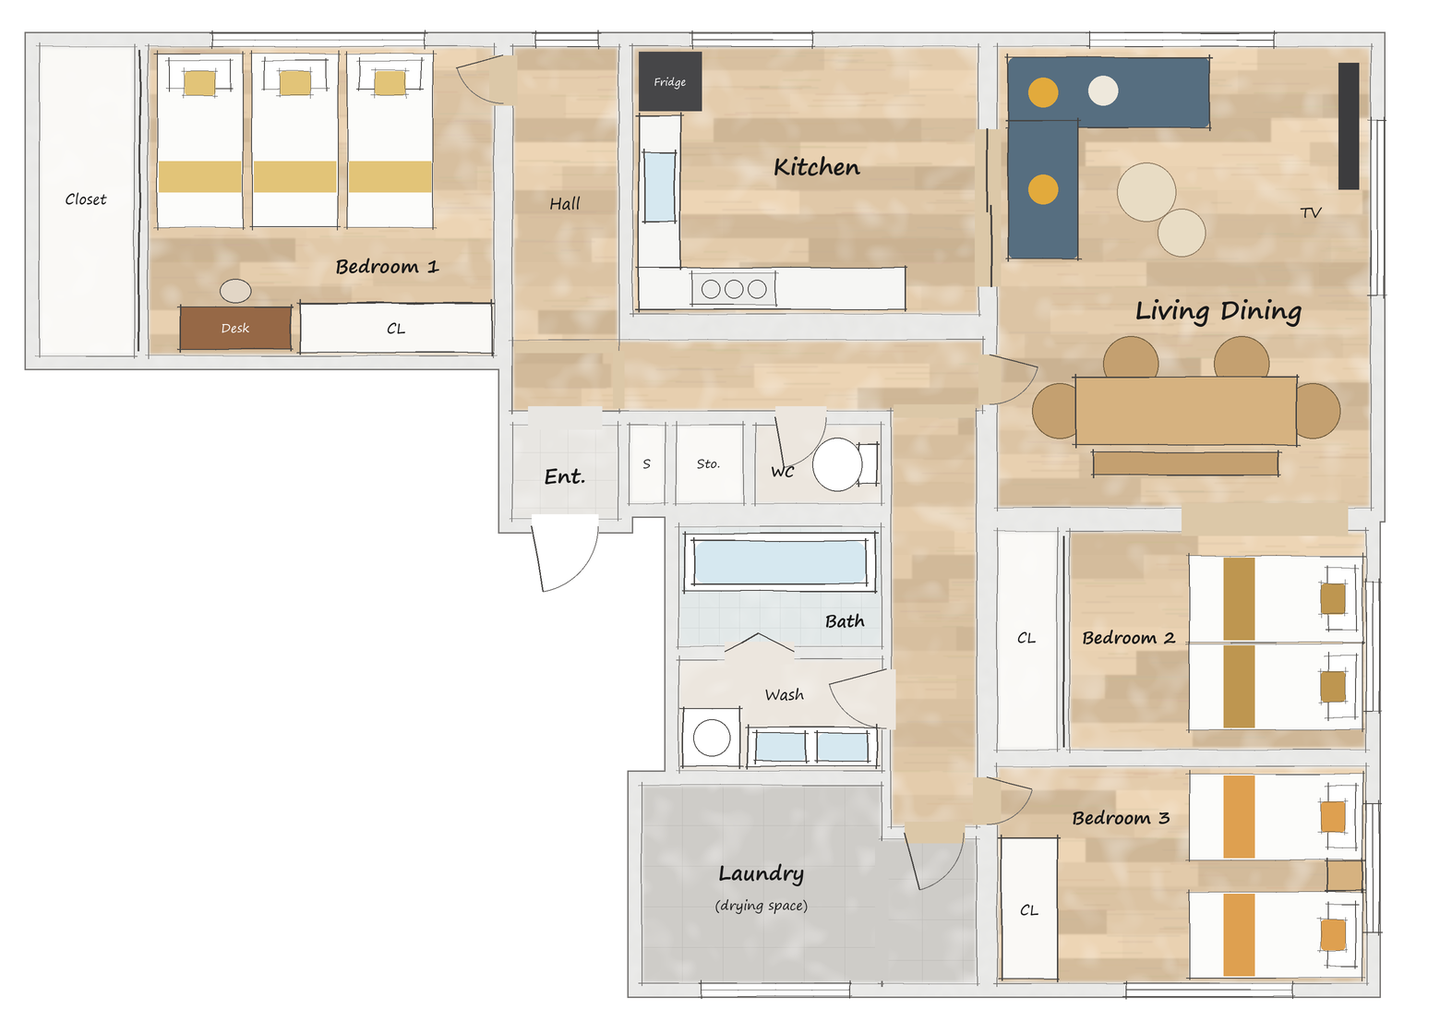 Fridge
Kitchen
Closet
Hall
TV
Bedroom 1
Living Dining
Desk
CL
S
Sto.
WC
Ent.
Bath
CL
Bedroom 2
Wash
Bedroom 3
Laundry
(drying space)
CL